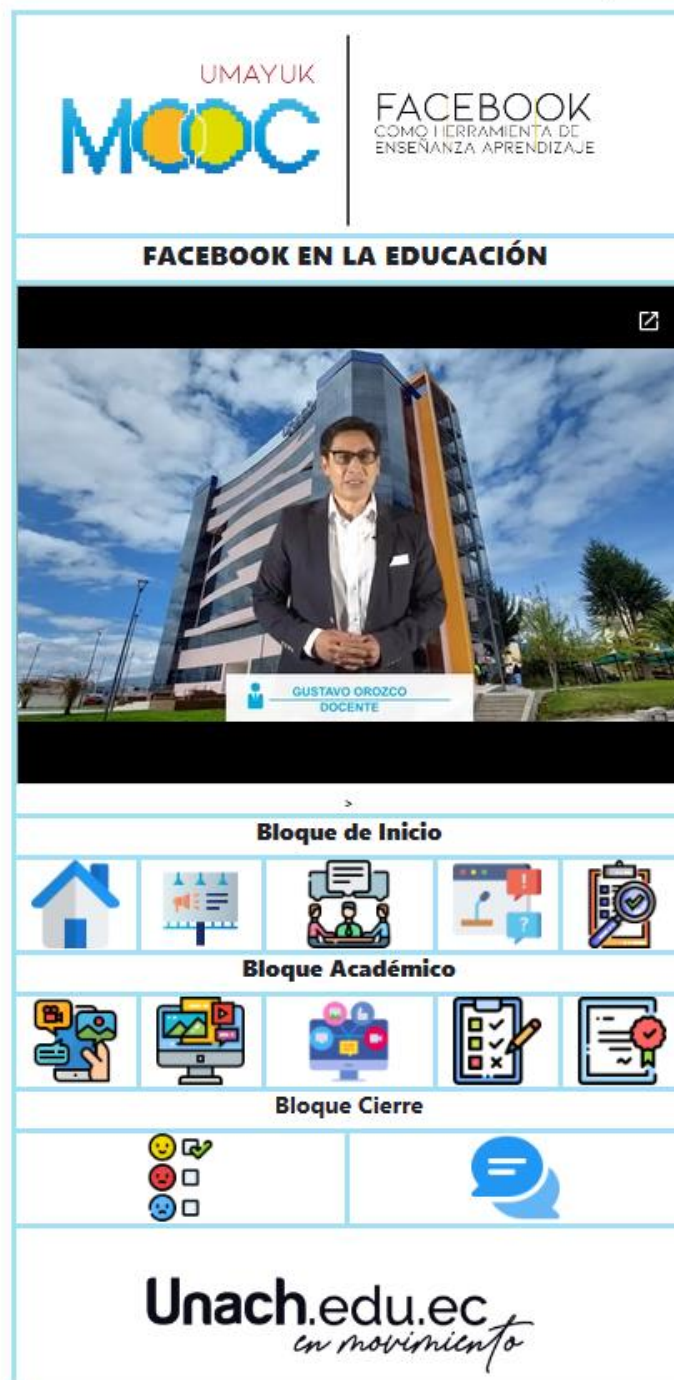 UMAYUK
MOOC
FACEBOOK
COMO HERRAMIENTA DE
ENSEÑANZA APRENDIZAJE
FACEBOOK EN LA EDUCACIÓN
GUSTAVO OROZCO
DOCENTE
>
Bloque de Inicio
!
?
Bloque Académico
Bloque Cierre
Unach.edu.ec
en movimiento